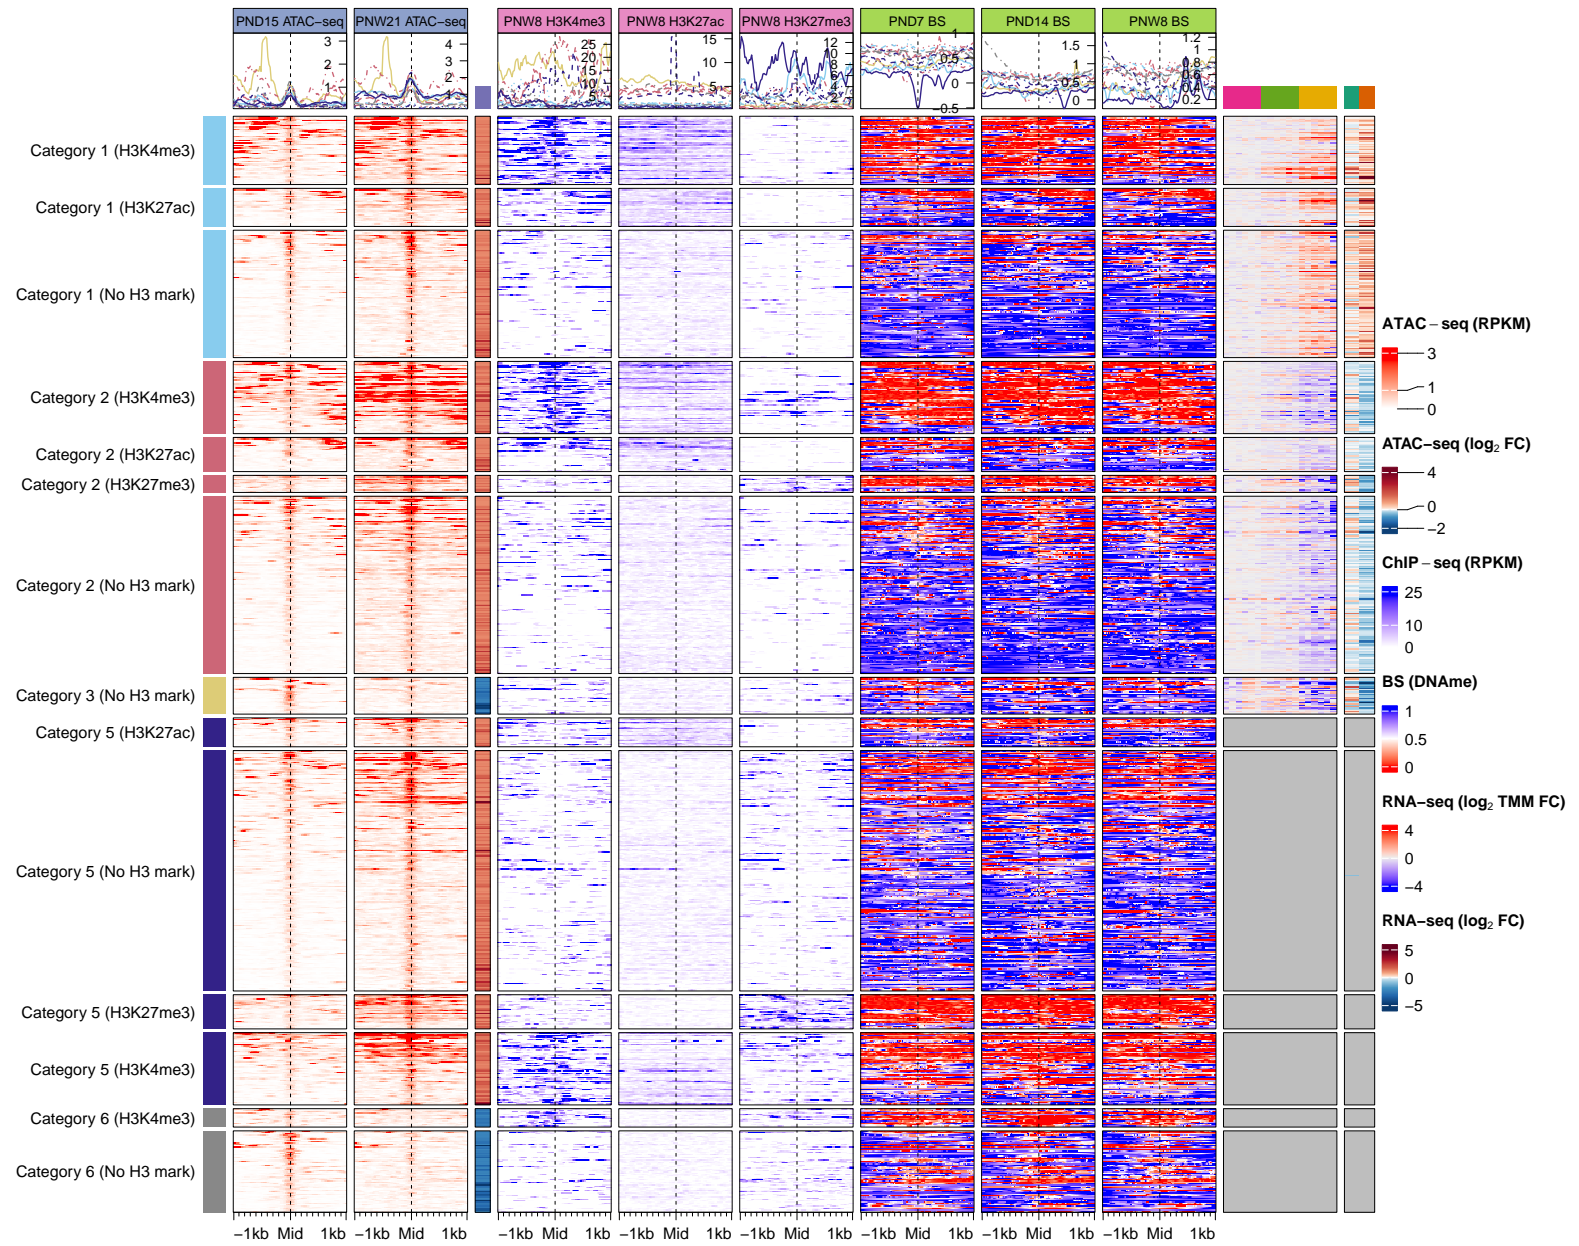 PND15 ATAC−seq
PNW21 ATAC−seq
PNW8 H3K4me3
PNW8 H3K27ac
PNW8 H3K27me3
PND7 BS
PND14 BS
PNW8 BS
3
2
1
4
3
2
1
25
20
15
10
5
15
10
5
12
10
8
6
4
2
1
0.5
0
−0.5
1.5
1
0.5
0
1.2
1
0.8
0.6
0.4
0.2
Category 1 (H3K4me3)
Category 1 (H3K27ac)
Category 1 (No H3 mark)
Category 2 (H3K4me3)
Category 2 (H3K27ac)
Category 2 (H3K27me3)
Category 2 (No H3 mark)
Category 3 (No H3 mark)
Category 5 (H3K27ac)
Category 5 (No H3 mark)
Category 5 (H3K27me3)
Category 5 (H3K4me3)
Category 6 (H3K4me3)
Category 6 (No H3 mark)
−1kb Mid 1kb
−1kb Mid 1kb
−1kb Mid 1kb
−1kb Mid 1kb
−1kb Mid 1kb
−1kb Mid 1kb
−1kb Mid 1kb
−1kb Mid 1kb
ATAC−seq (RPKM)
3
1
0
ATAC−seq (log₂ FC)
4
0
−2
ChIP−seq (RPKM)
25
10
0
BS (DNAme)
1
0.5
0
RNA−seq (log₂ TMM FC)
4
0
−4
RNA−seq (log₂ FC)
5
0
−5